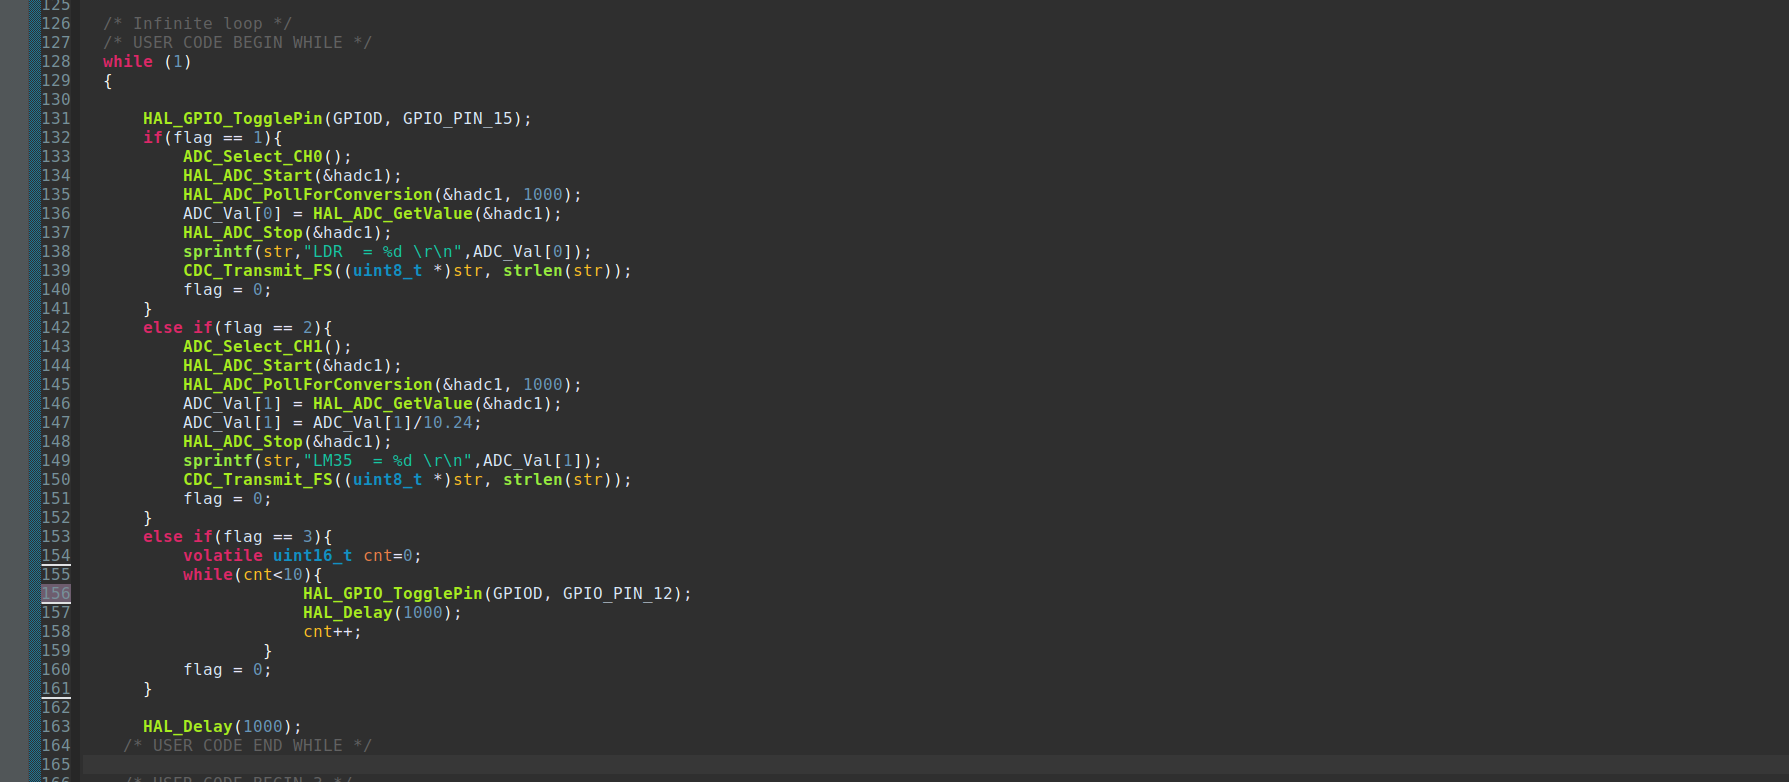 125
126 /* Infinite loop */
127 /* USER CODE BEGIN WHILE */
128 while (1)
129 {
130
131 HAL_GPIO_TogglePin(GPIOD, GPIO_PIN_15);
132 if(flag == 1){
133 ADC_Select_CH0();
134 HAL_ADC_Start(&hadc1);
135 HAL_ADC_PollForConversion(&hadc1, 1000);
136 ADC_Val[0] = HAL_ADC_GetValue(&hadc1);
137 HAL_ADC_Stop(&hadc1);
138 sprintf(str,"LDR  = %d \r\n",ADC_Val[0]);
139 CDC_Transmit_FS((uint8_t *)str, strlen(str));
140 flag = 0;
141 }
142 else if(flag == 2){
143 ADC_Select_CH1();
144 HAL_ADC_Start(&hadc1);
145 HAL_ADC_PollForConversion(&hadc1, 1000);
146 ADC_Val[1] = HAL_ADC_GetValue(&hadc1);
147 ADC_Val[1] = ADC_Val[1]/10.24;
148 HAL_ADC_Stop(&hadc1);
149 sprintf(str,"LM35  = %d \r\n",ADC_Val[1]);
150 CDC_Transmit_FS((uint8_t *)str, strlen(str));
151 flag = 0;
152 }
153 else if(flag == 3){
154 volatile uint16_t cnt=0;
155 while(cnt<10){
156 HAL_GPIO_TogglePin(GPIOD, GPIO_PIN_12);
157 HAL_Delay(1000);
158 cnt++;
159 }
160 flag = 0;
161 }
162
163 HAL_Delay(1000);
164 /* USER CODE END WHILE */
165
166 /* USER CODE BEGIN 3 */